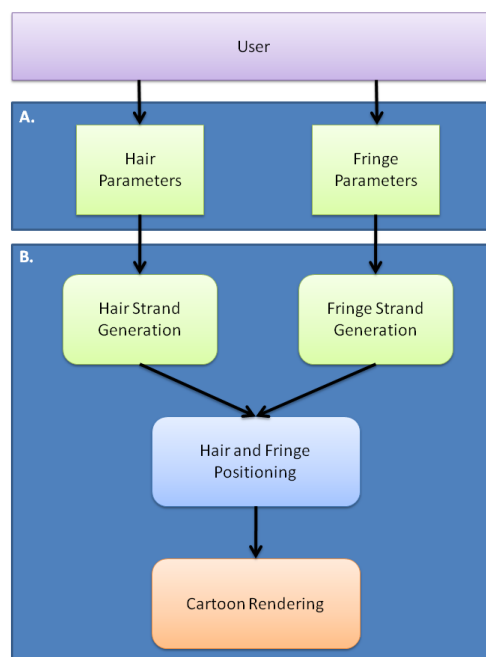 User
A.
Hair
Parameters
Fringe
Parameters
B.
Hair Strand
Generation
Fringe Strand
Generation
Hair and Fringe
Positioning
Cartoon Rendering